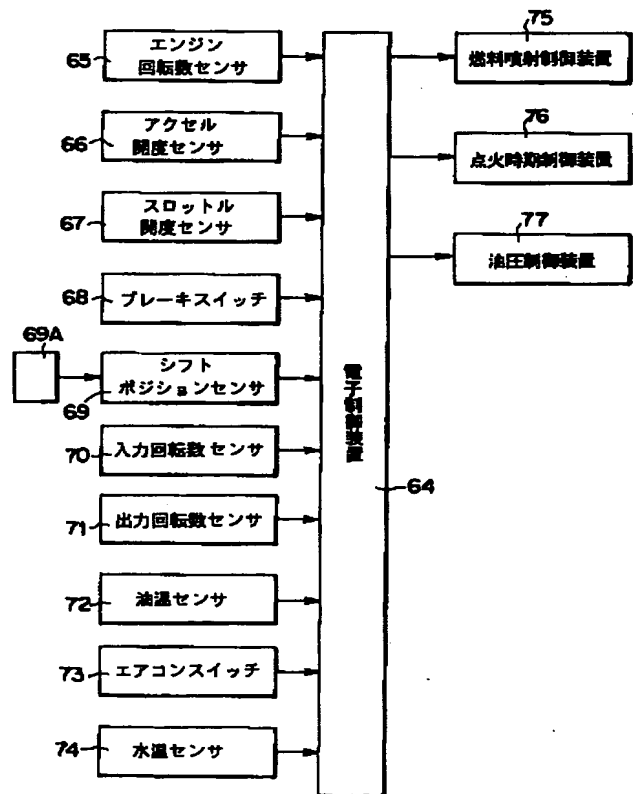 エンジン
回転数センサ
65
アクセル
開度センサ
66
スロットル
開度センサ
67
ブレーキスイッチ
68
69A
シフト
ポジションセンサ
69
入力回転数センサ
70
出力回転数センサ
71
油温センサ
72
エアコンスイッチ
73
水温センサ
74
電子制御装置
64
75
燃料噴射制御装置
76
点火時期制御装置
77
油圧制御装置